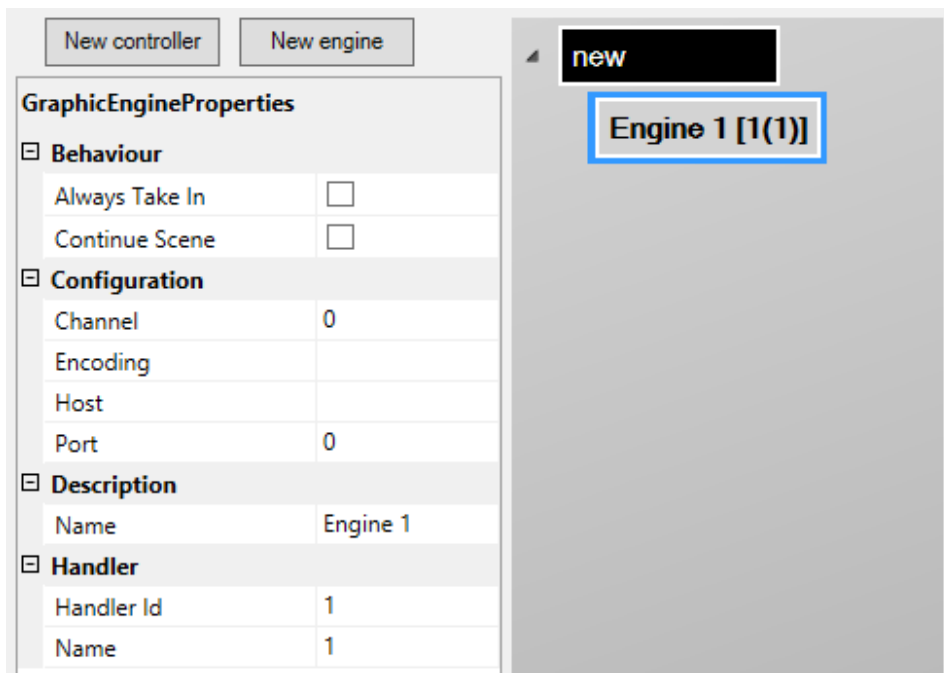 New controller New engine
GraphicEngineProperties
Behaviour
Always Take In
Continue Scene
Configuration
Channel 0
Encoding
Host
Port 0
Description
Name Engine 1
Handler
Handler Id 1
Name 1
new
Engine 1 [1(1)]